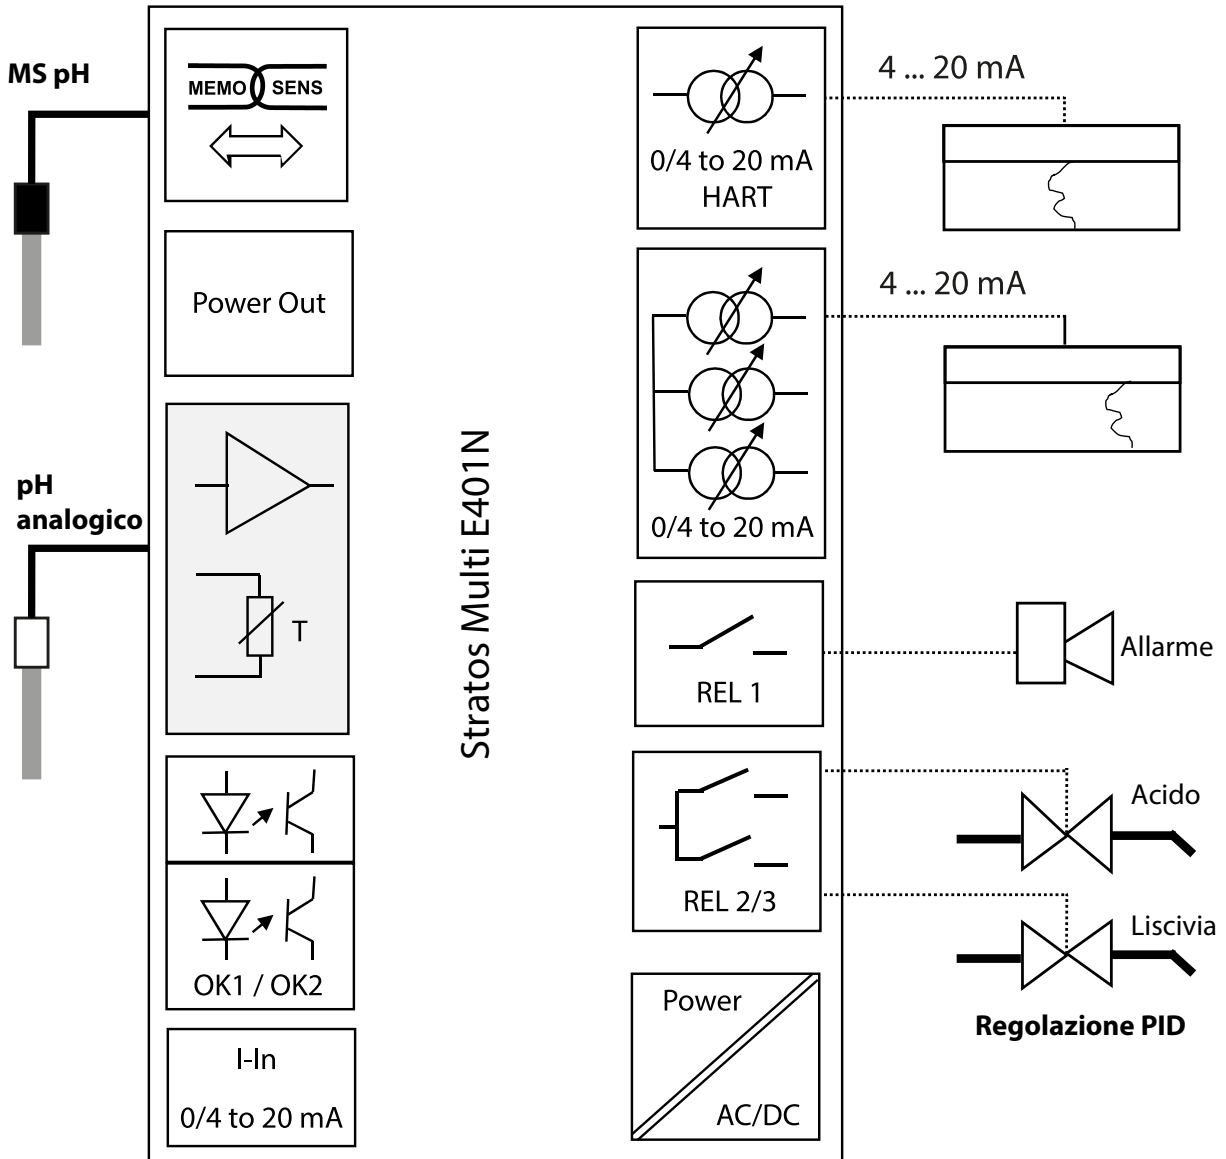 MS pH
MEMO SENS
Power Out
pH
analogico
T
OK1 / OK2
I-In
0/4 to 20 mA
Stratos Multi E401N
0/4 to 20 mA
HART
4 ... 20 mA
0/4 to 20 mA
4 ... 20 mA
REL 1
Allarme
REL 2/3
Acido
Liscivia
Regolazione PID
Power
AC/DC